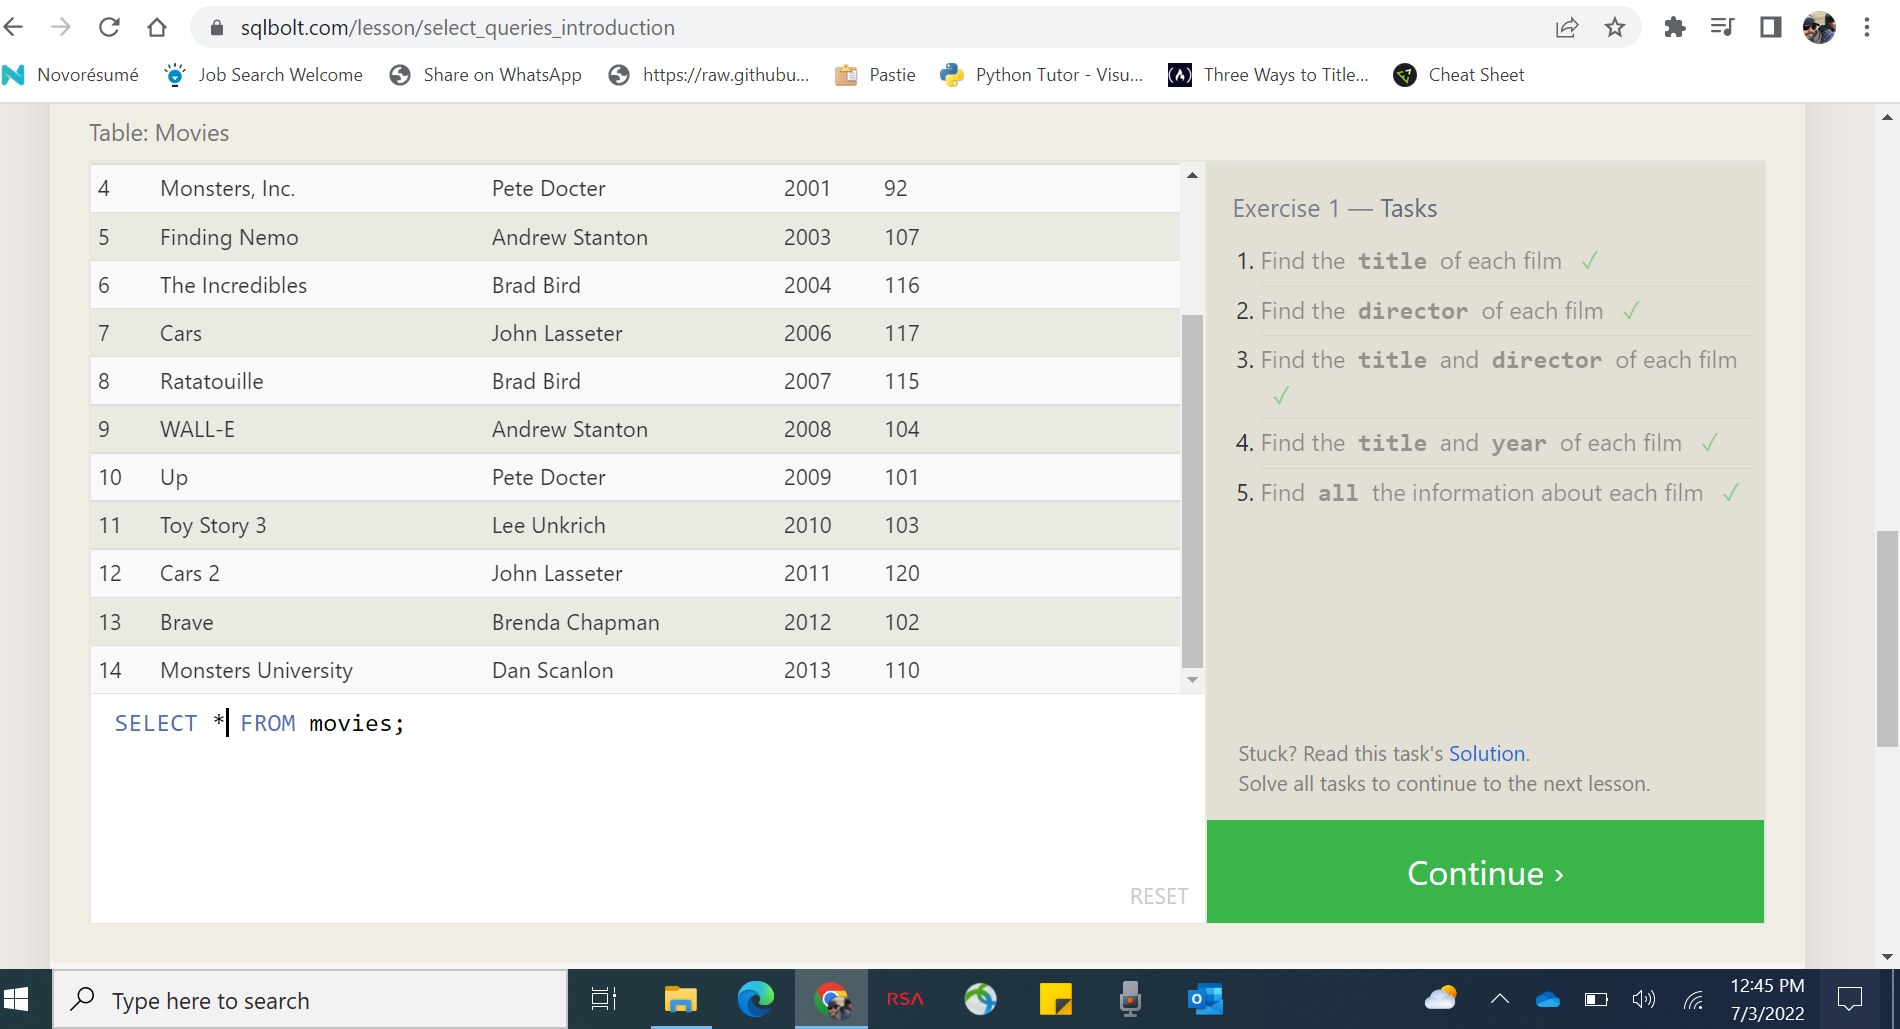 sqlbolt.com/lesson/select_queries_introduction
Novorésumé Job Search Welcome Share on WhatsApp https://raw.githubu... Pastie Python Tutor - Visu... Three Ways to Title... Cheat Sheet
Table: Movies
4 Monsters, Inc. Pete Docter 2001 92
5 Finding Nemo Andrew Stanton 2003 107
6 The Incredibles Brad Bird 2004 116
7 Cars John Lasseter 2006 117
8 Ratatouille Brad Bird 2007 115
9 WALL-E Andrew Stanton 2008 104
10 Up Pete Docter 2009 101
11 Toy Story 3 Lee Unkrich 2010 103
12 Cars 2 John Lasseter 2011 120
13 Brave Brenda Chapman 2012 102
14 Monsters University Dan Scanlon 2013 110
SELECT * FROM movies;
RESET
Exercise 1 — Tasks
1. Find the title of each film ✓
2. Find the director of each film ✓
3. Find the title and director of each film
✓
4. Find the title and year of each film ✓
5. Find all the information about each film ✓
Stuck? Read this task's Solution.
Solve all tasks to continue to the next lesson.
Continue ›
Type here to search
RSA
12:45 PM
7/3/2022